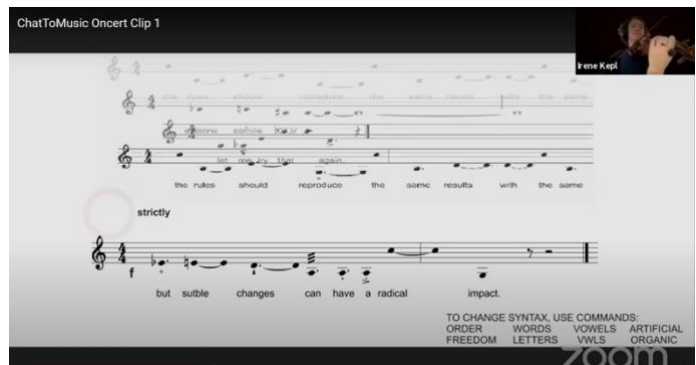 ChatToMusic Oncert Clip 1
Irene Kepl
the rules should reproduce the same results with the same
let me try that again.
the rules should reproduce the same results with the same
strictly
f
but sutble changes can have a radical impact.
TO CHANGE SYNTAX, USE COMMANDS:
ORDER WORDS VOWELS ARTIFICIAL
FREEDOM LETTERS VWLS ORGANIC
zoom